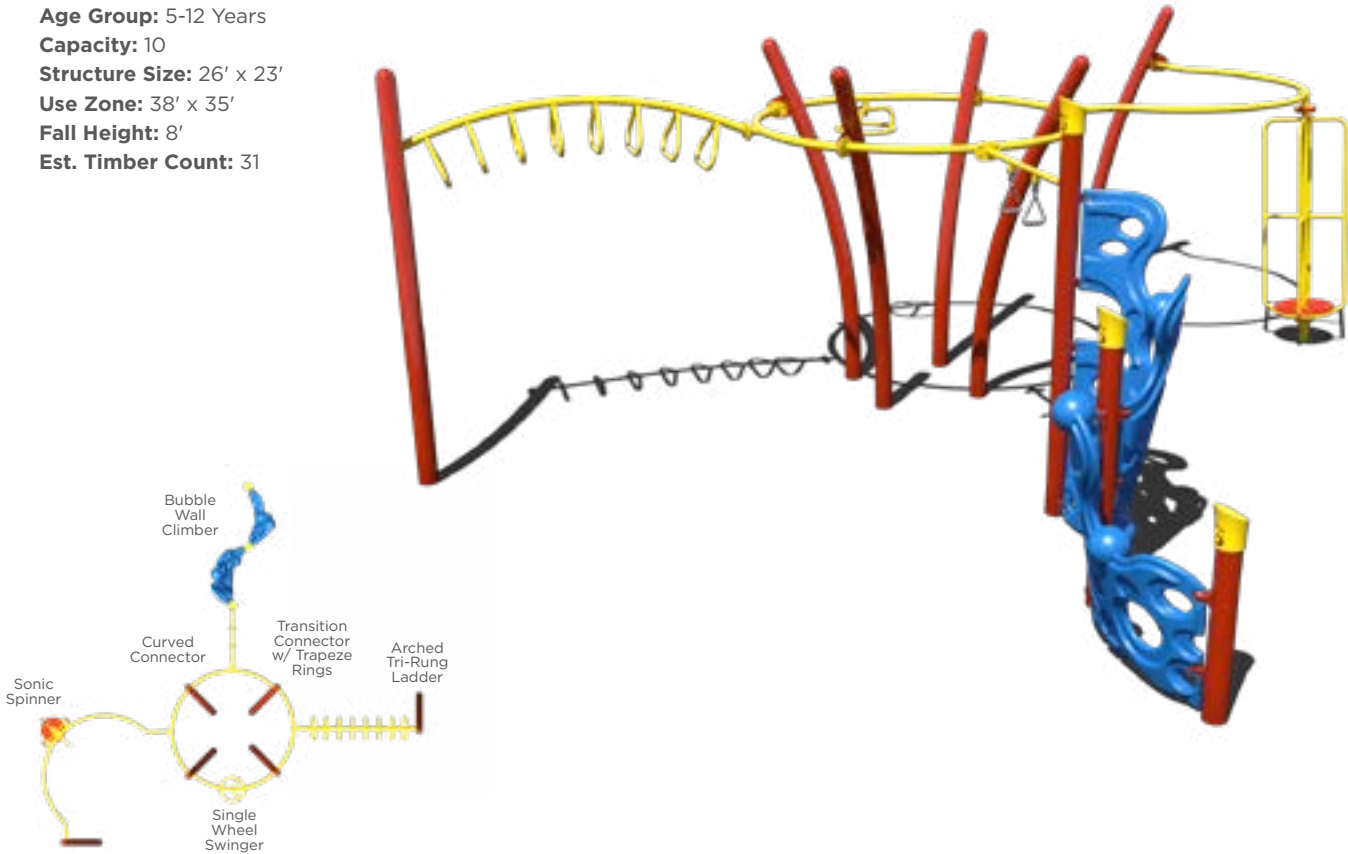 Age Group: 5-12 Years
Capacity: 10
Structure Size: 26' x 23'
Use Zone: 38' x 35'
Fall Height: 8'
Est. Timber Count: 31
Bubble
Wall
Climber
Curved
Connector
Transition
Connector
w/ Trapeze
Rings
Arched
Tri-Rung
Ladder
Sonic
Spinner
Single
Wheel
Swinger